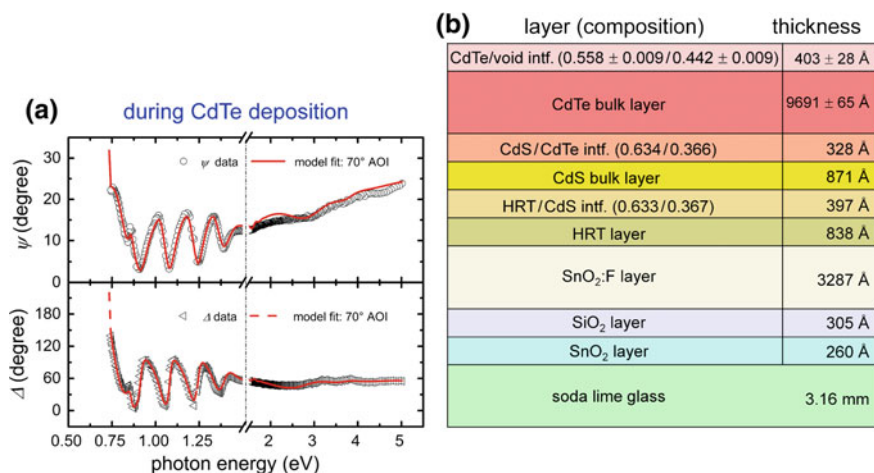 (a)
during CdTe deposition
ψ data
model fit: 70° AOI
30
20
10
0
ψ (degree)
Δ data
model fit: 70° AOI
180
120
60
0
Δ (degree)
0.50 0.75 1.00 1.25 2 3 4 5
photon energy (eV)
(b)
layer (composition) thickness
CdTe/void intf. (0.558 ± 0.009/0.442 ± 0.009) 403 ± 28 Å
CdTe bulk layer 9691 ± 65 Å
CdS/CdTe intf. (0.634/0.366) 328 Å
CdS bulk layer 871 Å
HRT/CdS intf. (0.633/0.367) 397 Å
HRT layer 838 Å
SnO₂:F layer 3287 Å
SiO₂ layer 305 Å
SnO₂ layer 260 Å
soda lime glass 3.16 mm